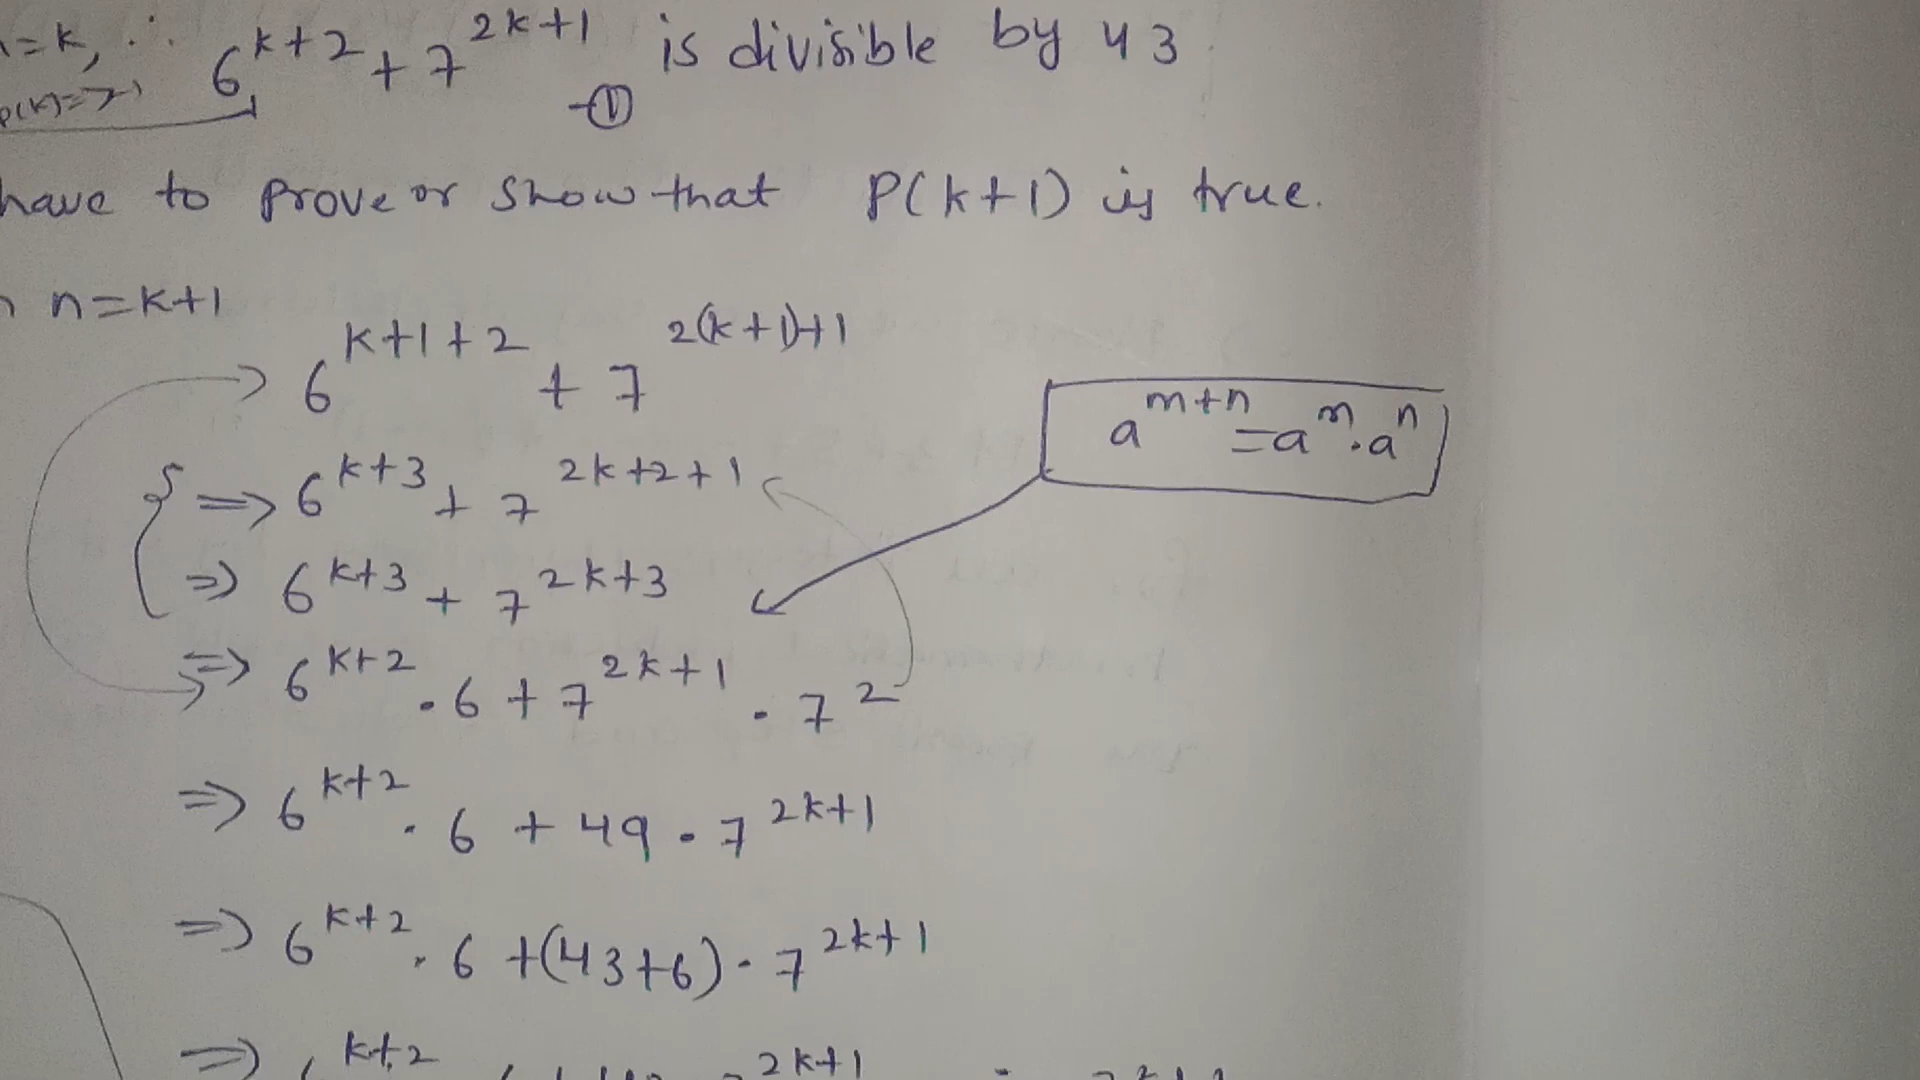 n=k, ∴ 6^{k+2} + 7^{2k+1} is divisible by 43
P(k)=> —①
have to prove or show that P(k+1) is true.
n n=k+1
6^{k+1+2} + 7^{2(k+1)+1}
a^{m+n} = a^m . a^n
=> 6^{k+3} + 7^{2k+2+1}
=> 6^{k+3} + 7^{2k+3}
=> 6^{k+2} . 6 + 7^{2k+1} . 7^2
=> 6^{k+2} . 6 + 49 . 7^{2k+1}
=> 6^{k+2} . 6 + (43+6) . 7^{2k+1}
=> k+2 2k+1